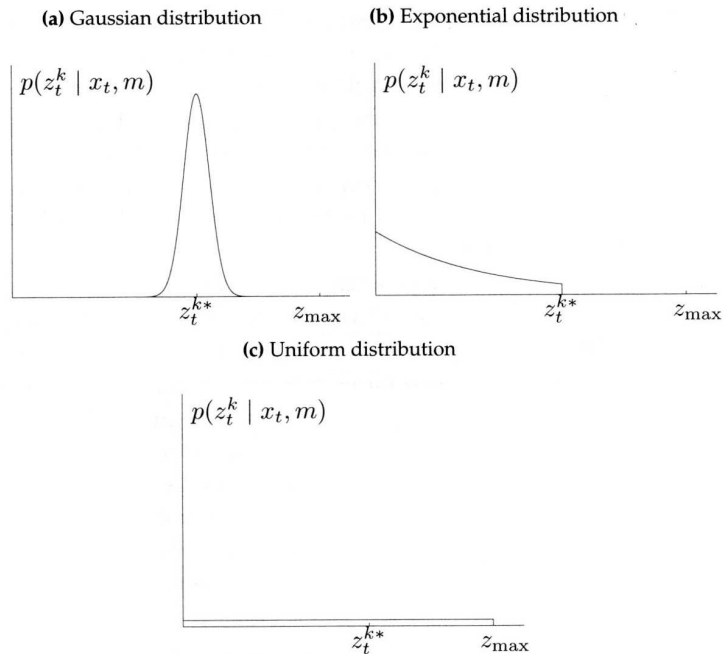 (a) Gaussian distribution
(b) Exponential distribution
p(z_t^k | x_t, m)
p(z_t^k | x_t, m)
z_t^{k*}
z_max
z_t^{k*}
z_max
(c) Uniform distribution
p(z_t^k | x_t, m)
z_t^{k*}
z_max